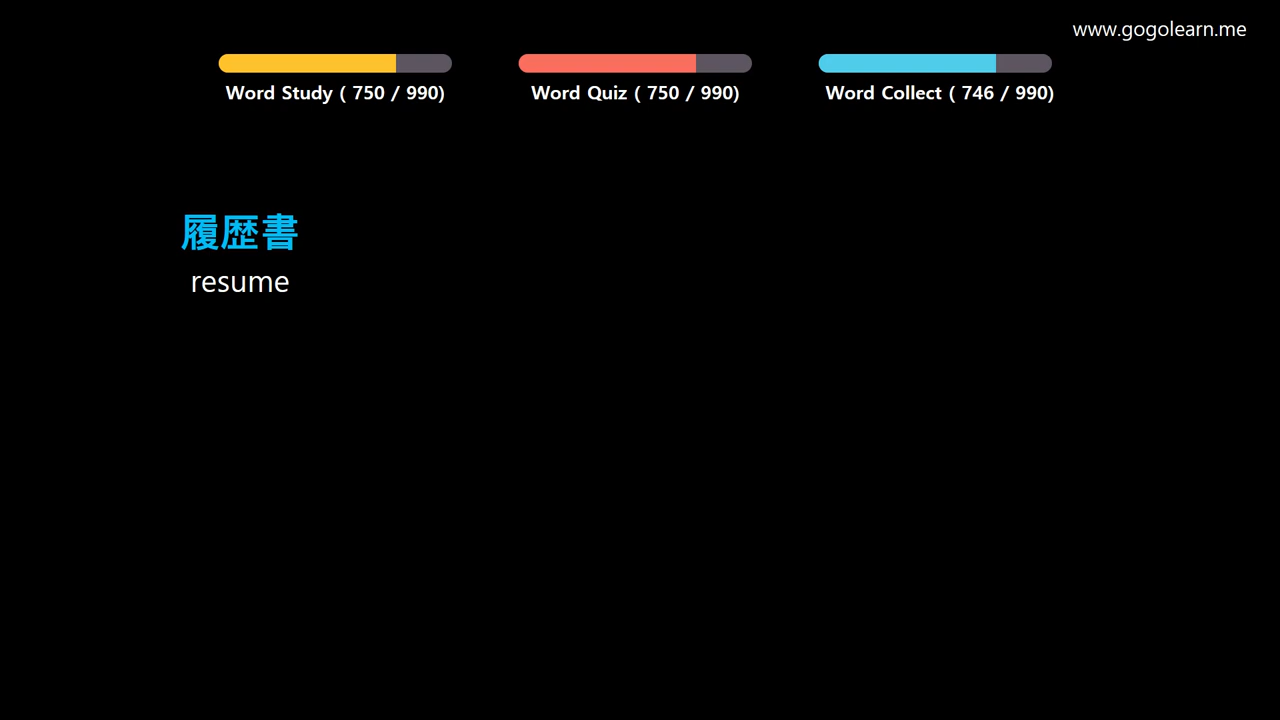 www.gogolearn.me
Word Study ( 750 / 990)
Word Quiz ( 750 / 990)
Word Collect ( 746 / 990)
履歴書
resume